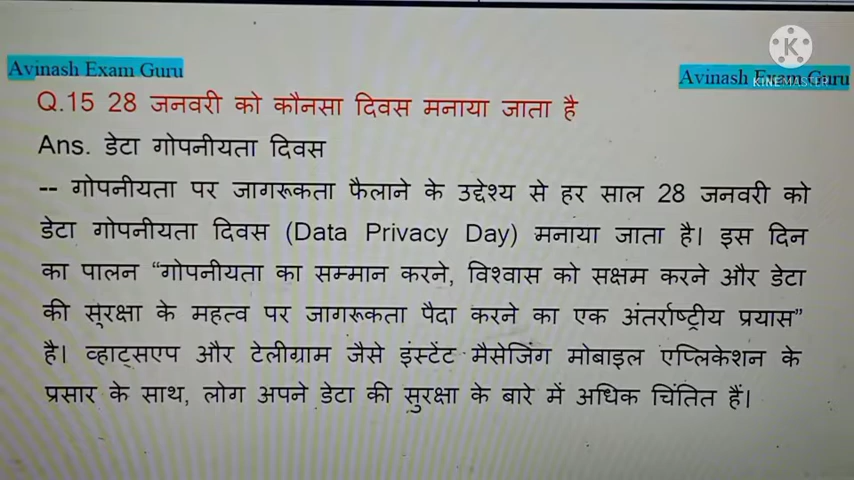 Avinash Exam Guru
Avinash Exam Guru
K
KINEMASTER
Q.15 28 जनवरी को कौनसा दिवस मनाया जाता है
Ans. डेटा गोपनीयता दिवस
-- गोपनीयता पर जागरूकता फैलाने के उद्देश्य से हर साल 28 जनवरी को
डेटा गोपनीयता दिवस (Data Privacy Day) मनाया जाता है। इस दिन
का पालन “गोपनीयता का सम्मान करने, विश्वास को सक्षम करने और डेटा
की सुरक्षा के महत्व पर जागरूकता पैदा करने का एक अंतर्राष्ट्रीय प्रयास”
है। व्हाट्सएप और टेलीग्राम जैसे इंस्टेंट मैसेजिंग मोबाइल एप्लिकेशन के
प्रसार के साथ, लोग अपने डेटा की सुरक्षा के बारे में अधिक चिंतित हैं।